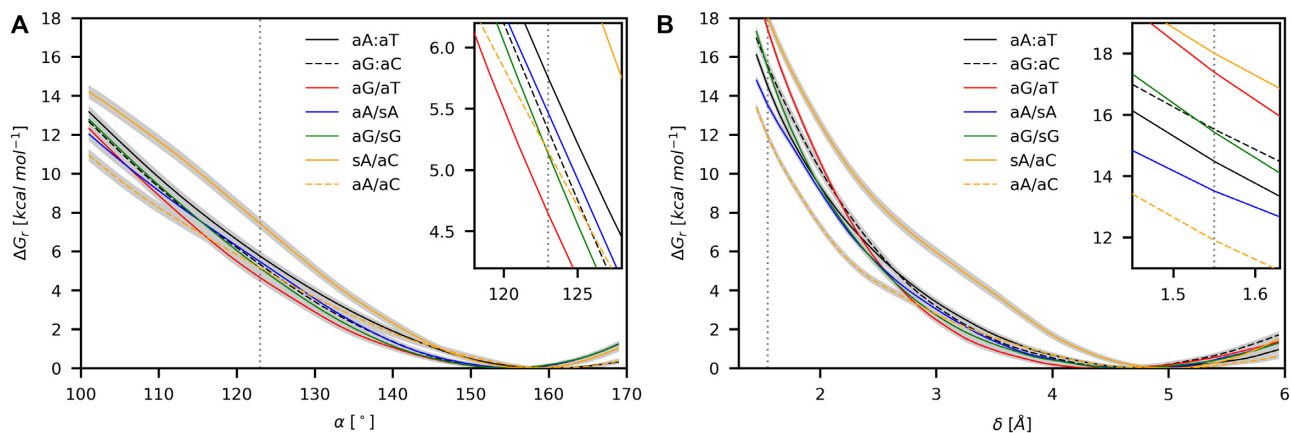 A
18
16
14
12
10
8
6
4
2
0
ΔG_r [kcal mol⁻¹]
aA:aT
aG:aC
aG/aT
aA/sA
aG/sG
sA/aC
aA/aC
6.0
5.5
5.0
4.5
120 125
100 110 120 130 140 150 160 170
α [°]
B
18
16
14
12
10
8
6
4
2
0
ΔG_r [kcal mol⁻¹]
aA:aT
aG:aC
aG/aT
aA/sA
aG/sG
sA/aC
aA/aC
18
16
14
12
1.5 1.6
2 3 4 5 6
δ [Å]